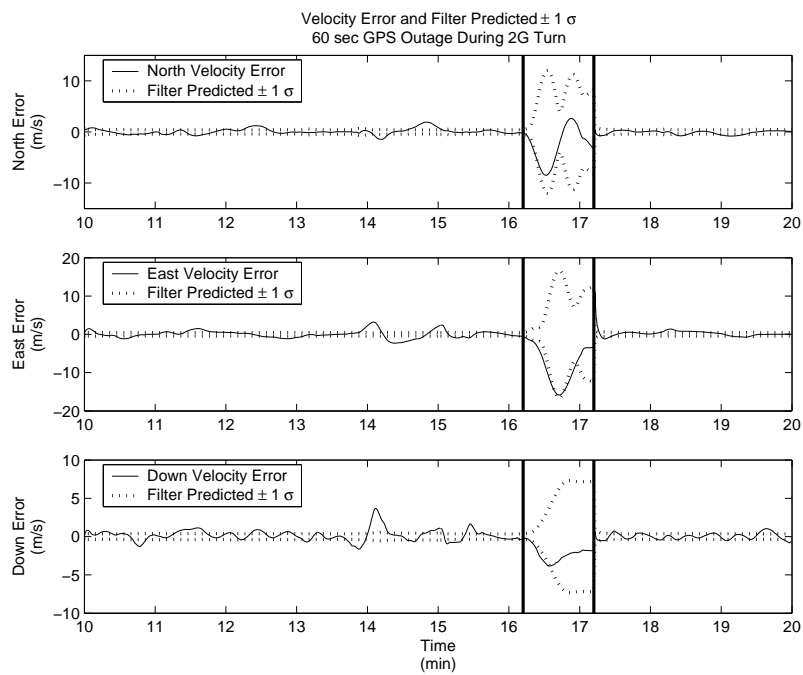 Velocity Error and Filter Predicted ± 1 σ
60 sec GPS Outage During 2G Turn
North Velocity Error
Filter Predicted ± 1 σ
North Error
(m/s)
10
0
−10
10 11 12 13 14 15 16 17 18 19 20
East Velocity Error
Filter Predicted ± 1 σ
East Error
(m/s)
20
10
0
−10
−20
10 11 12 13 14 15 16 17 18 19 20
Down Velocity Error
Filter Predicted ± 1 σ
Down Error
(m/s)
10
5
0
−5
−10
10 11 12 13 14 15 16 17 18 19 20
Time
(min)